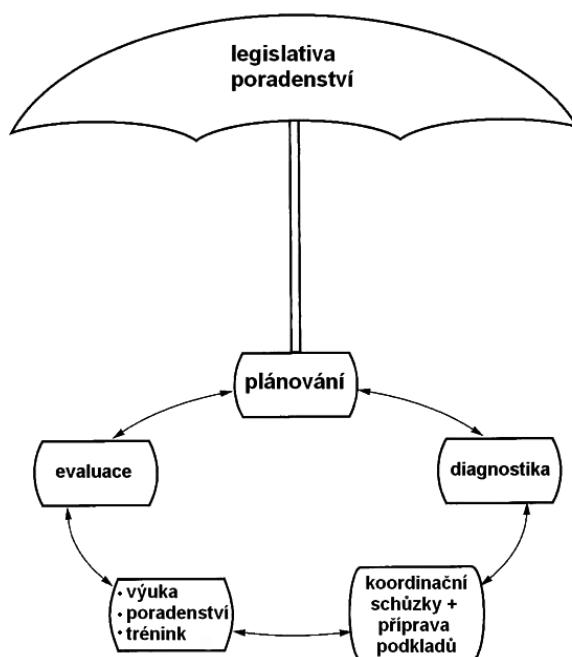 legislativa
poradenství
plánování
evaluace
diagnostika
· výuka
· poradenství
· trénink
koordinační
schůzky +
příprava
podkladů